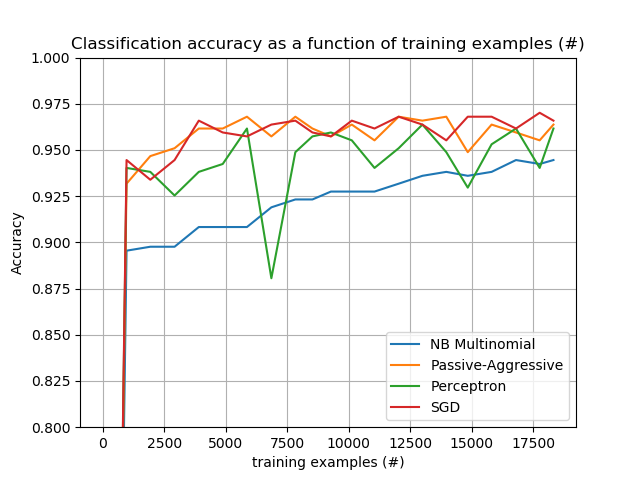 Classification accuracy as a function of training examples (#)
1.000
0.975
0.950
0.925
0.900
0.875
0.850
0.825
0.800
Accuracy
NB Multinomial
Passive-Aggressive
Perceptron
SGD
0 2500 5000 7500 10000 12500 15000 17500
training examples (#)